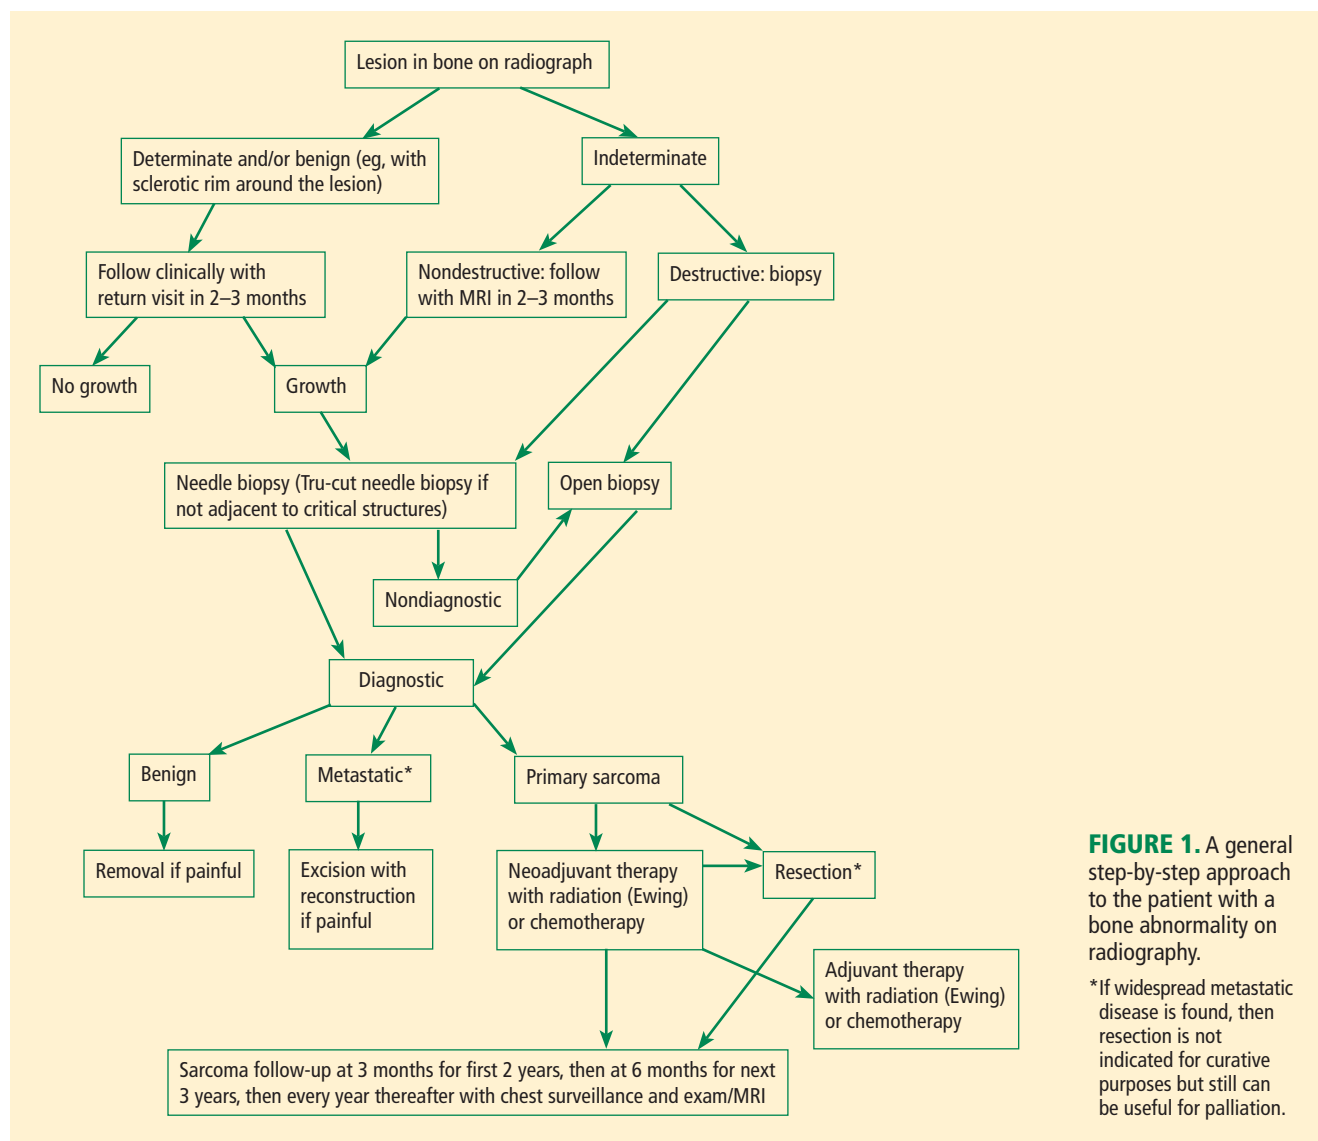 Lesion in bone on radiograph
Determinate and/or benign (eg, with
sclerotic rim around the lesion)
Indeterminate
Follow clinically with
return visit in 2–3 months
Nondestructive: follow
with MRI in 2–3 months
Destructive: biopsy
No growth
Growth
Needle biopsy (Tru-cut needle biopsy if
not adjacent to critical structures)
Open biopsy
Nondiagnostic
Diagnostic
Benign
Metastatic*
Primary sarcoma
Removal if painful
Excision with
reconstruction
if painful
Neoadjuvant therapy
with radiation (Ewing)
or chemotherapy
Resection*
Adjuvant therapy
with radiation (Ewing)
or chemotherapy
Sarcoma follow-up at 3 months for first 2 years, then at 6 months for next
3 years, then every year thereafter with chest surveillance and exam/MRI
FIGURE 1. A general
step-by-step approach
to the patient with a
bone abnormality on
radiography.
*If widespread metastatic
disease is found, then
resection is not
indicated for curative
purposes but still can
be useful for palliation.